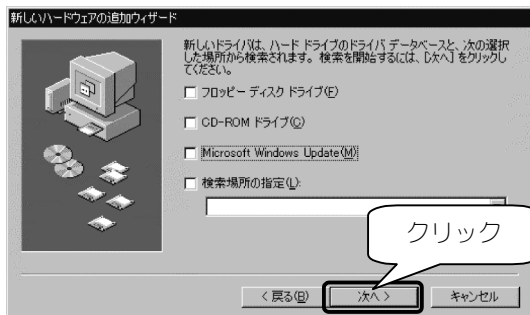 新しいハードウェアの追加ウィザード
新しいドライバは、ハード ドライブのドライバ データベースと、次の選択
した場所から検索されます。検索を開始するには、[次へ] をクリックし
てください。
フロッピー ディスク ドライブ(F)
CD-ROM ドライブ(C)
Microsoft Windows Update(M)
検索場所の指定(L):
クリック
< 戻る(B)
次へ >
キャンセル